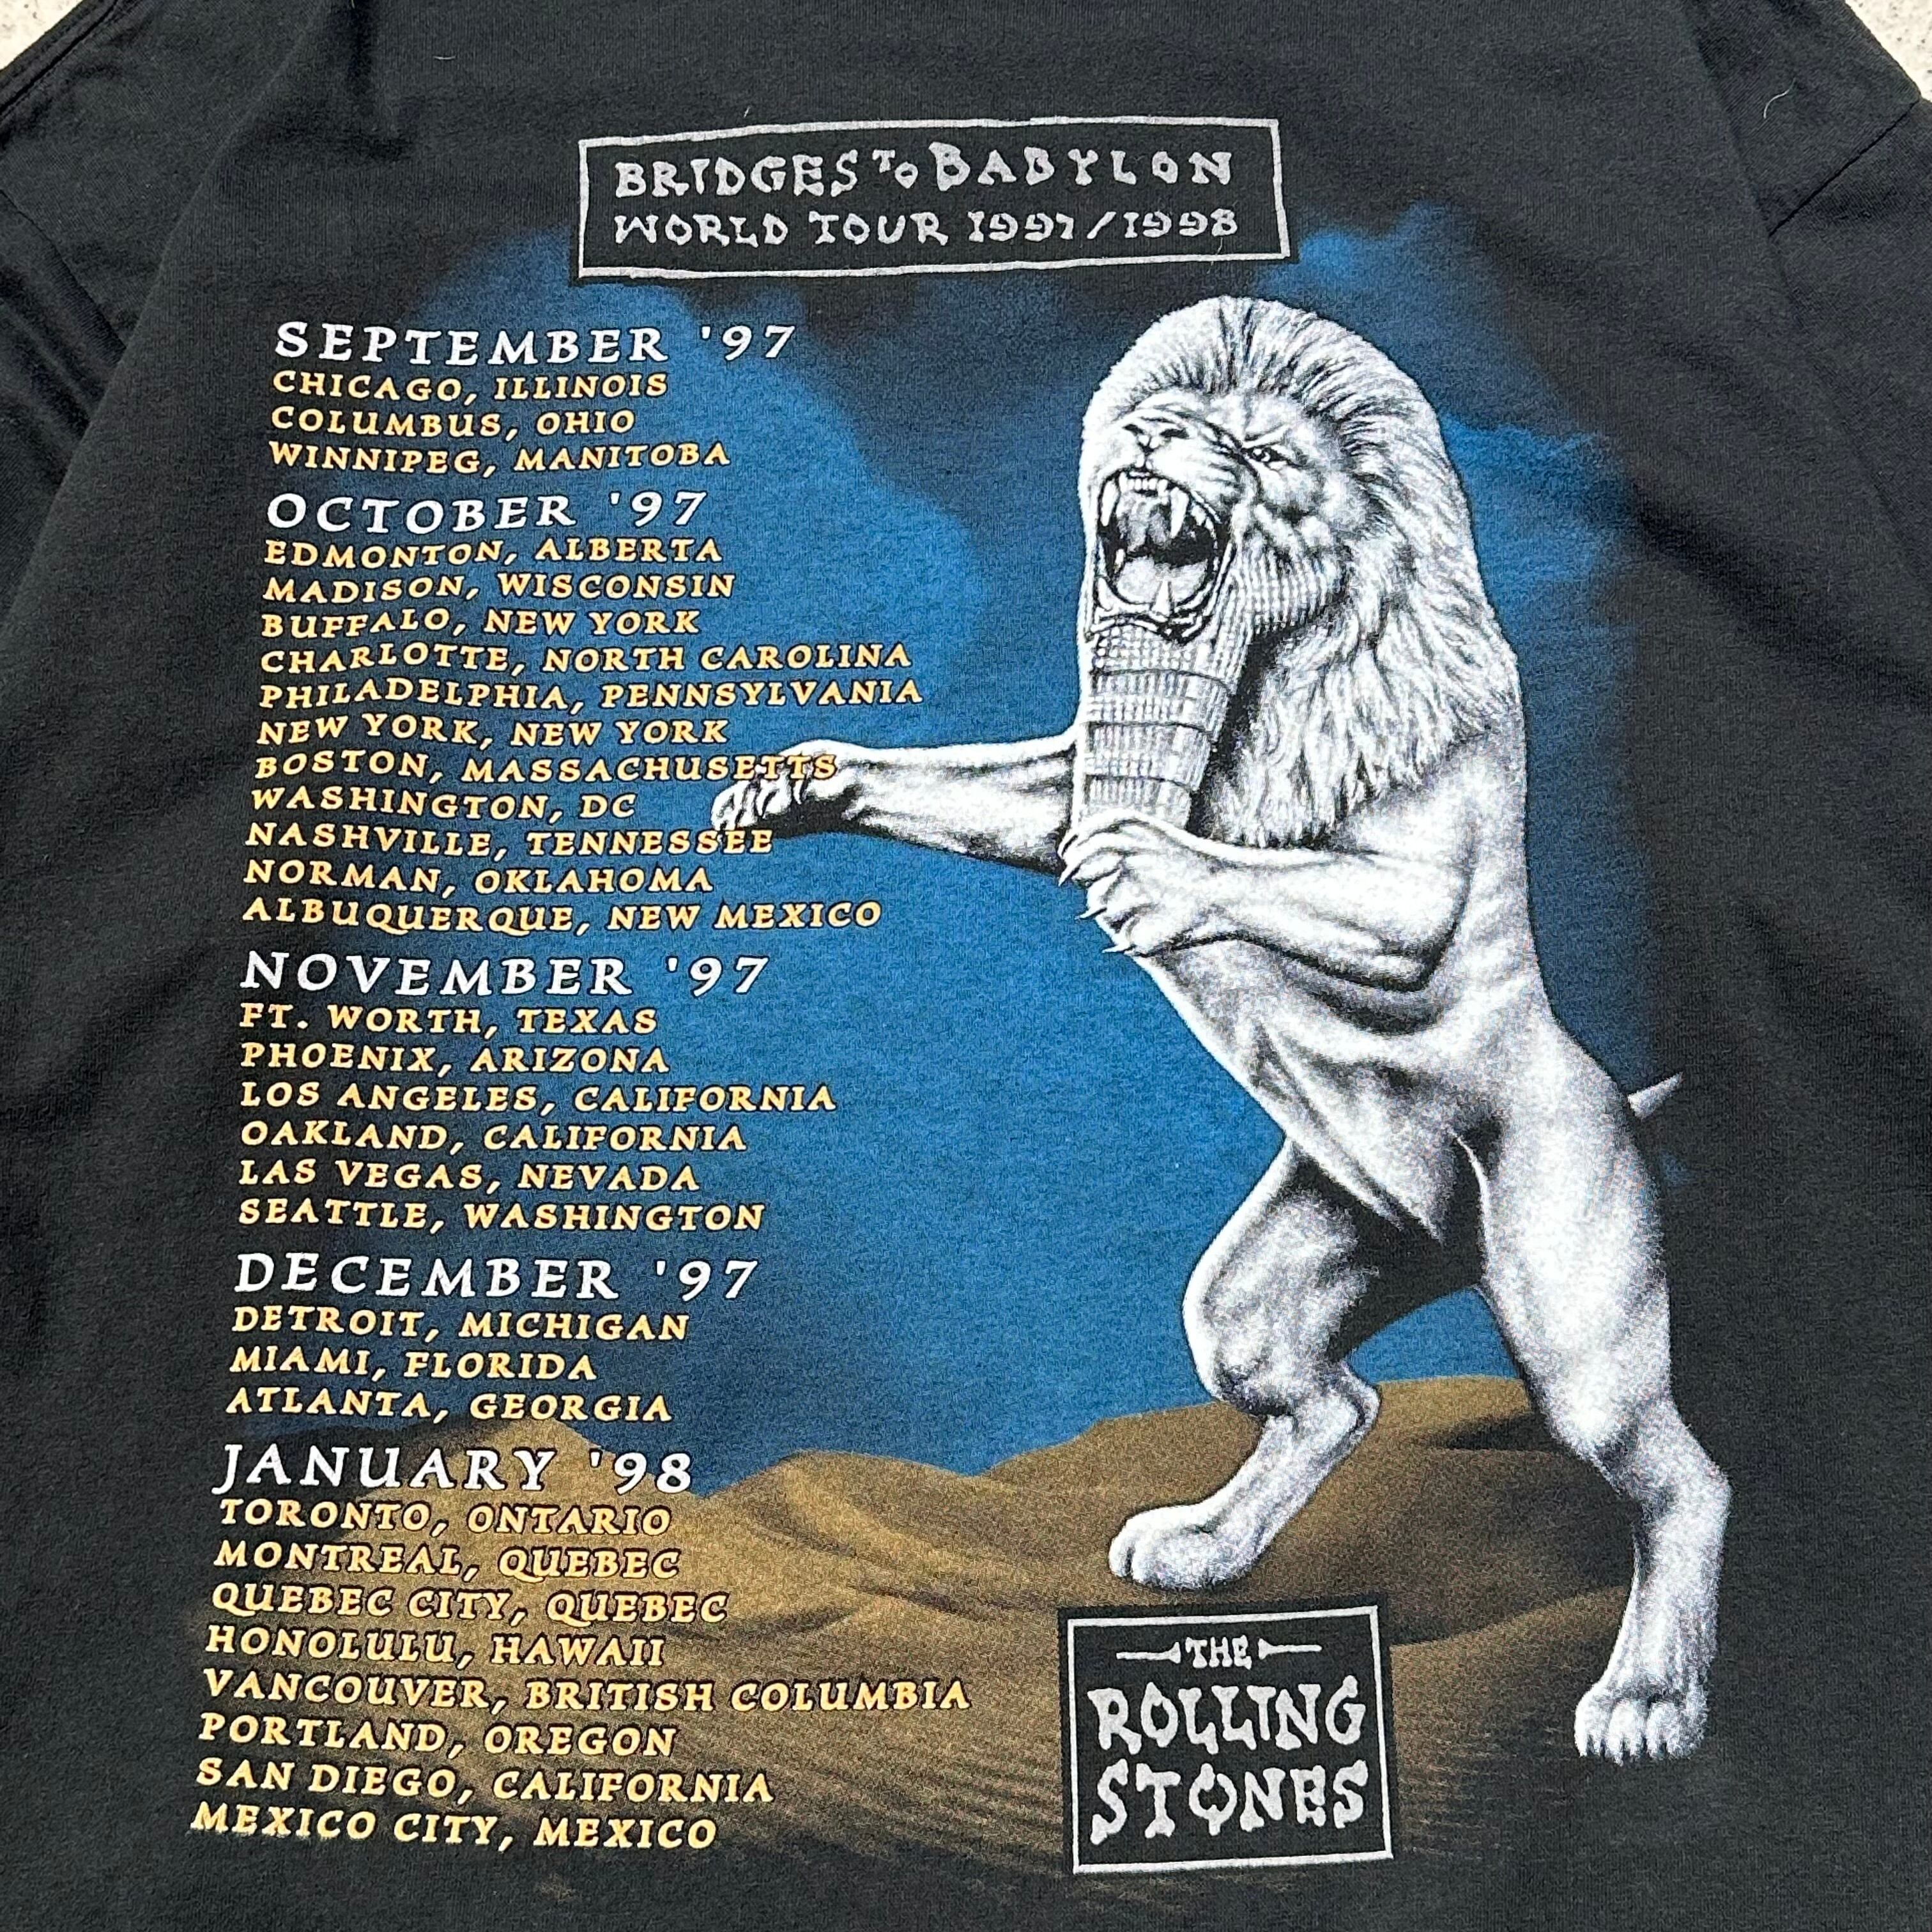 BRIDGES TO BABYLON
WORLD TOUR 1997/1998
SEPTEMBER '97
CHICAGO, ILLINOIS
COLUMBUS, OHIO
WINNIPEG, MANITOBA
OCTOBER '97
EDMONTON, ALBERTA
MADISON, WISCONSIN
BUFFALO, NEW YORK
CHARLOTTE, NORTH CAROLINA
PHILADELPHIA, PENNSYLVANIA
NEW YORK, NEW YORK
BOSTON, MASSACHUSETTS
WASHINGTON, DC
NASHVILLE, TENNESSEE
NORMAN, OKLAHOMA
ALBUQUERQUE, NEW MEXICO
NOVEMBER '97
FT. WORTH, TEXAS
PHOENIX, ARIZONA
LOS ANGELES, CALIFORNIA
OAKLAND, CALIFORNIA
LAS VEGAS, NEVADA
SEATTLE, WASHINGTON
DECEMBER '97
DETROIT, MICHIGAN
MIAMI, FLORIDA
ATLANTA, GEORGIA
JANUARY '98
TORONTO, ONTARIO
MONTREAL, QUEBEC
QUEBEC CITY, QUEBEC
HONOLULU, HAWAII
VANCOUVER, BRITISH COLUMBIA
PORTLAND, OREGON
SAN DIEGO, CALIFORNIA
MEXICO CITY, MEXICO
THE
ROLLING
STONES